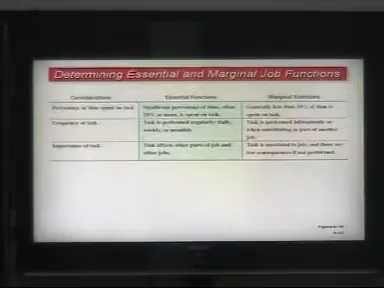 Determining Essential and Marginal Job Functions
Considerations Essential Functions Marginal Functions
Percentage of time spent on task Significant percentage of time, often Generally less than 10% of time is
20% or more, is spent on task. spent on task.
Frequency of task Task is performed regularly: daily, Task is performed infrequently or
weekly, or monthly. when substituting in part of another
job.
Importance of task Task affects other parts of job and Task is unrelated to job, and there are
other jobs. few consequences if not performed.